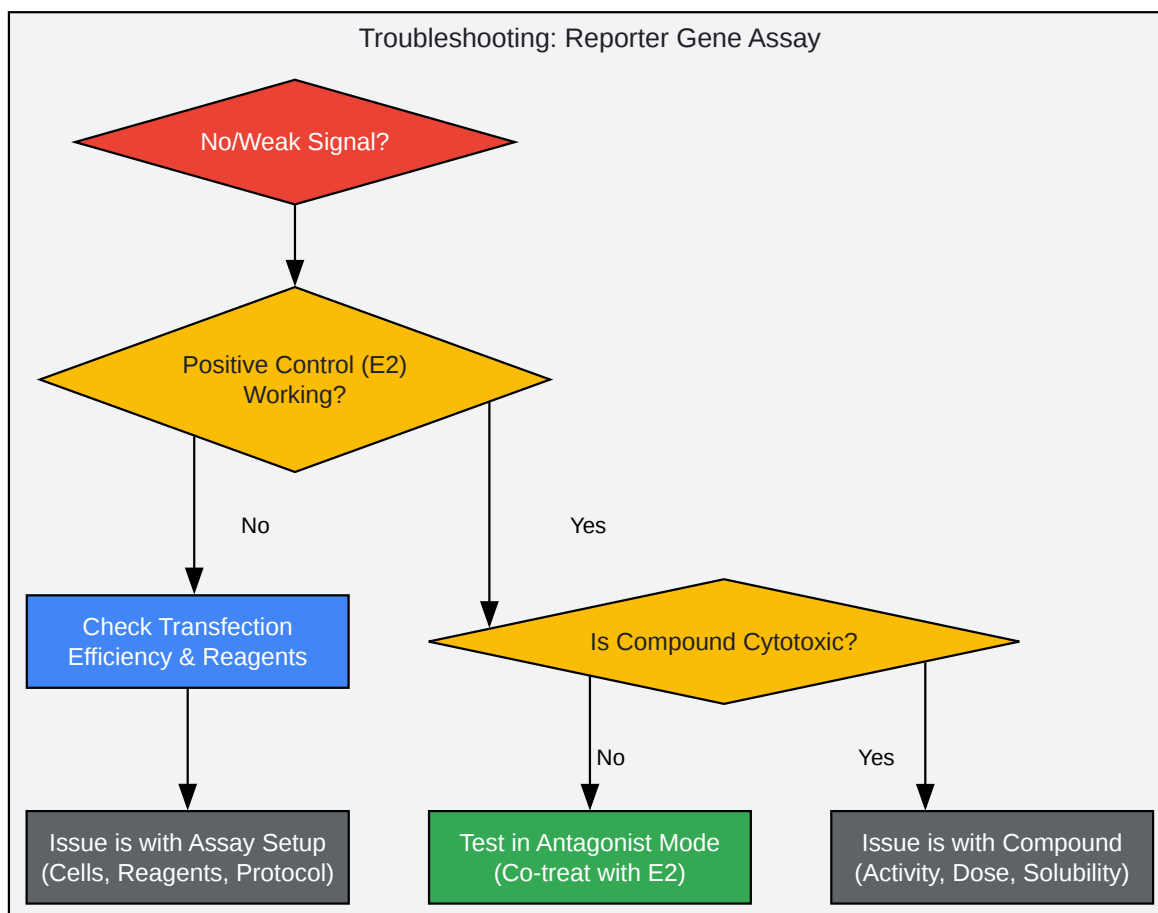 Troubleshooting: Reporter Gene Assay
No/Weak Signal?
Positive Control (E2)
Working?
No
Yes
Check Transfection
Efficiency & Reagents
Is Compound Cytotoxic?
No
Yes
Issue is with Assay Setup
(Cells, Reagents, Protocol)
Test in Antagonist Mode
(Co-treat with E2)
Issue is with Compound
(Activity, Dose, Solubility)